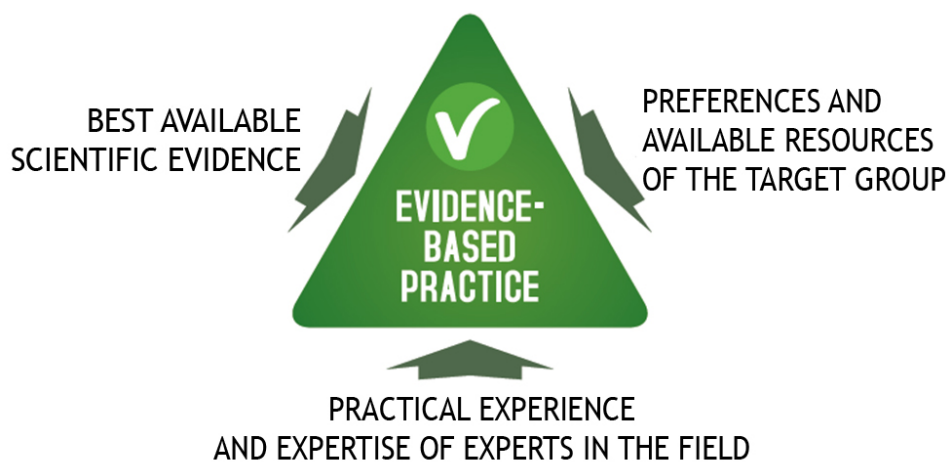 BEST AVAILABLE
SCIENTIFIC EVIDENCE
PREFERENCES AND
AVAILABLE RESOURCES
OF THE TARGET GROUP
EVIDENCE-
BASED
PRACTICE
PRACTICAL EXPERIENCE
AND EXPERTISE OF EXPERTS IN THE FIELD